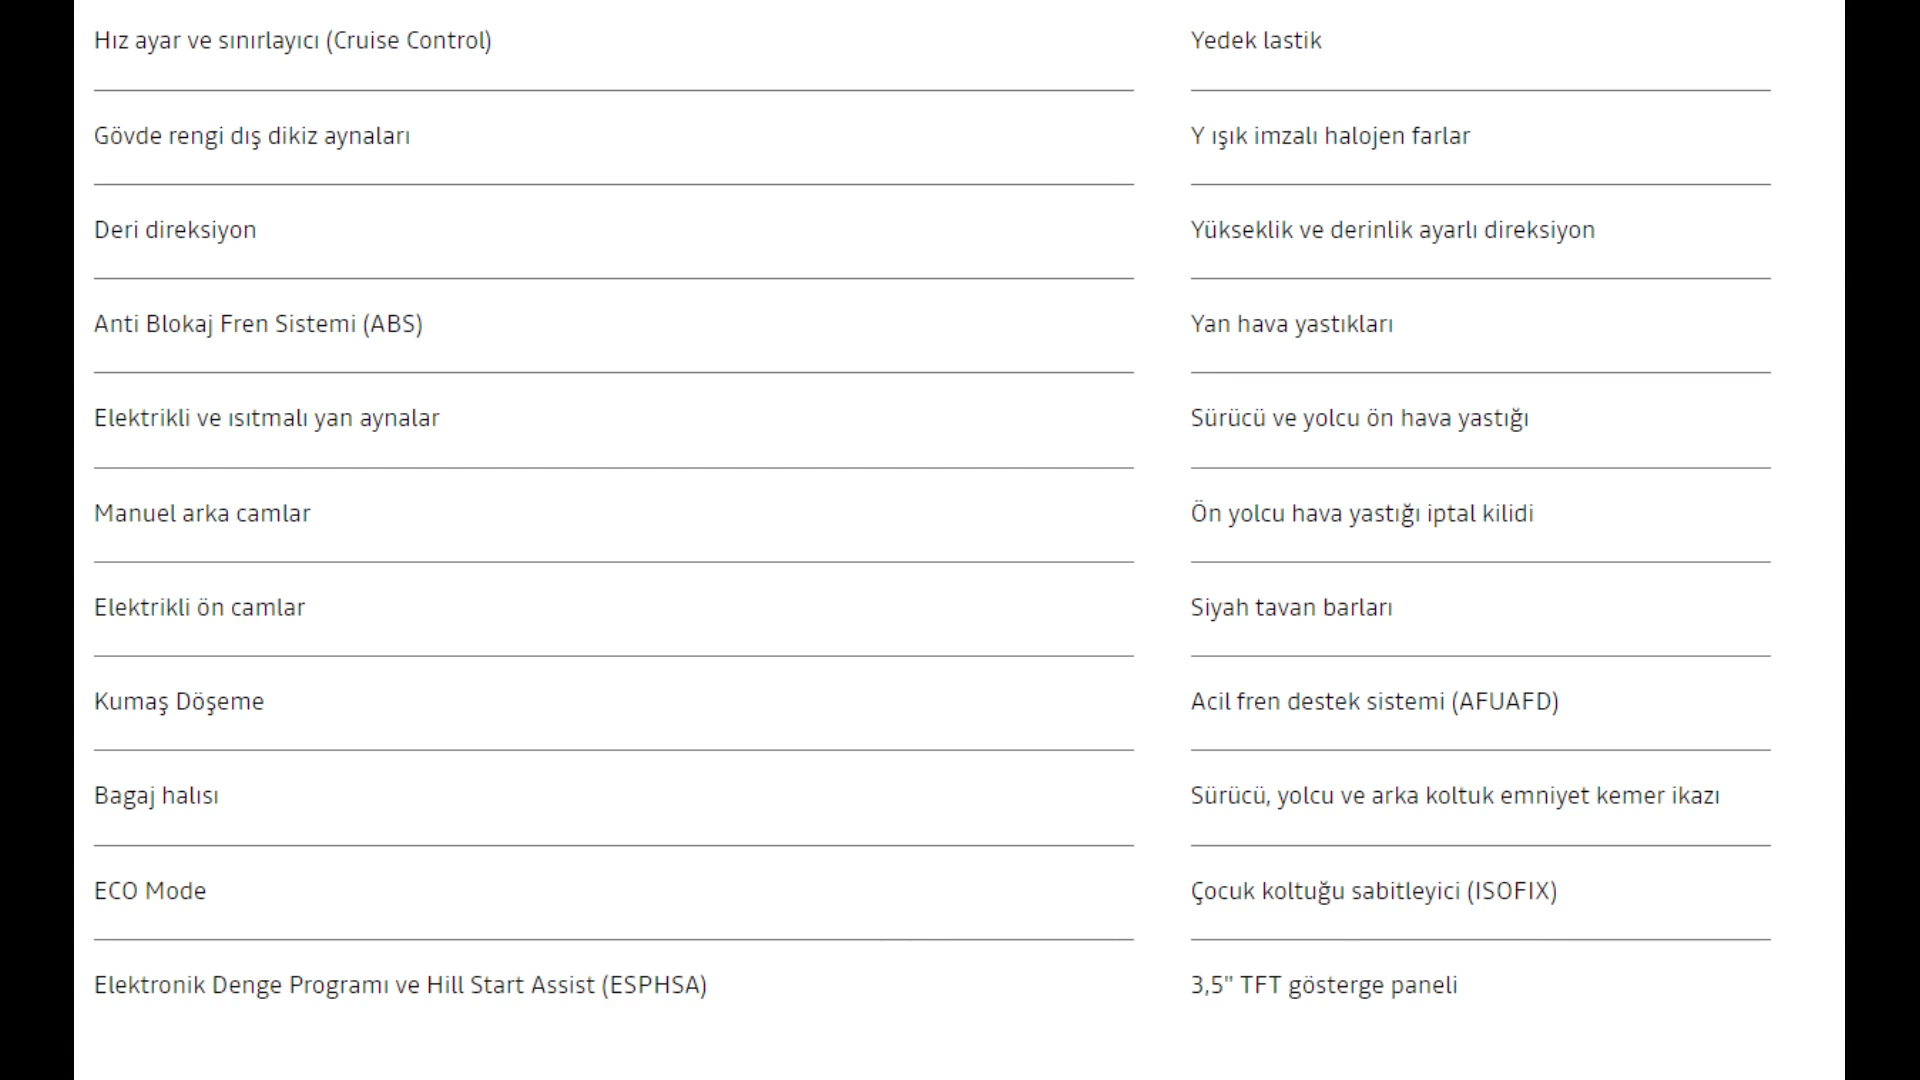 Hız ayar ve sınırlayıcı (Cruise Control)
Gövde rengi dış dikiz aynaları
Deri direksiyon
Anti Blokaj Fren Sistemi (ABS)
Elektrikli ve ısıtmalı yan aynalar
Manuel arka camlar
Elektrikli ön camlar
Kumaş Döşeme
Bagaj halısı
ECO Mode
Elektronik Denge Programı ve Hill Start Assist (ESPHSA)
Yedek lastik
Y ışık imzalı halojen farlar
Yükseklik ve derinlik ayarlı direksiyon
Yan hava yastıkları
Sürücü ve yolcu ön hava yastığı
Ön yolcu hava yastığı iptal kilidi
Siyah tavan barları
Acil fren destek sistemi (AFUAFD)
Sürücü, yolcu ve arka koltuk emniyet kemer ikazı
Çocuk koltuğu sabitleyici (ISOFIX)
3,5" TFT gösterge paneli